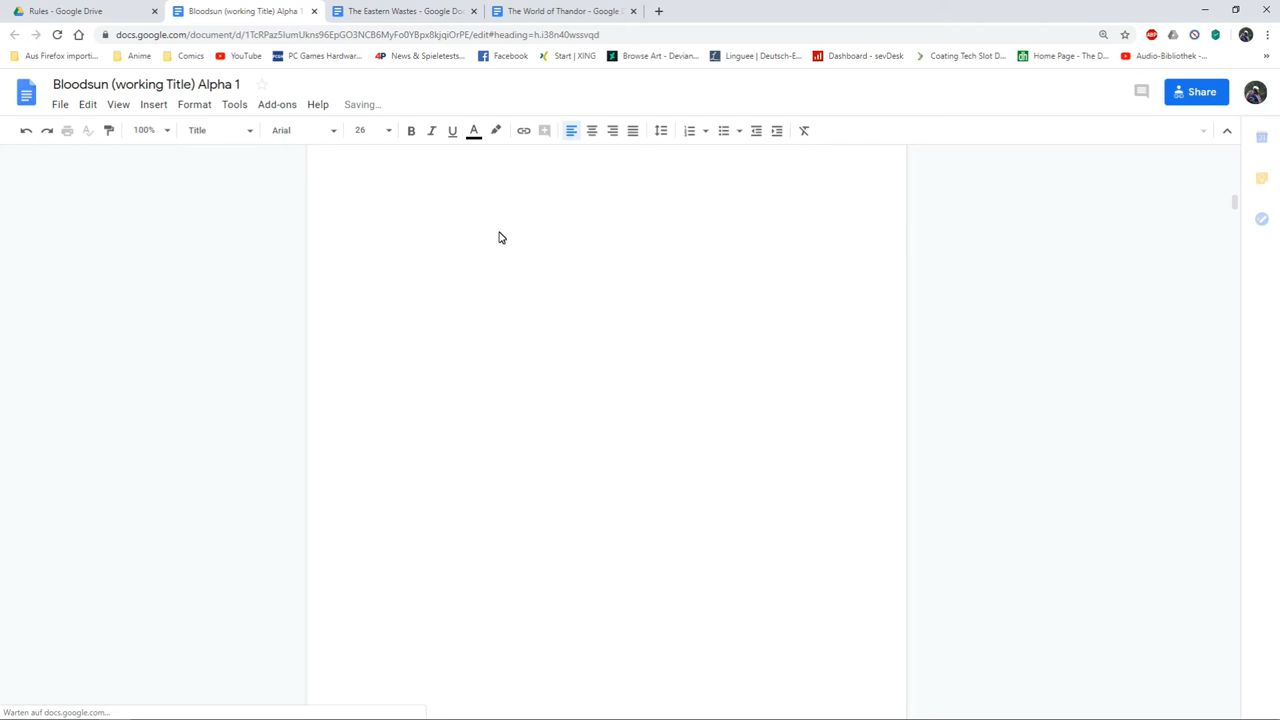 Rules - Google Drive
Bloodsun (working Title) Alpha 1
The Eastern Wastes - Google Doc
The World of Thandor - Google D
docs.google.com/document/d/1TcRPaz5IumUkns96EpGO3NCB6MyFo0YBpx8kjqiOrPE/edit#heading=h.i38n40wssvqd
Aus Firefox importi...
Anime
Comics
YouTube
PC Games Hardwar...
News & Spieletests...
Facebook
Start | XING
Browse Art - Devian...
Linguee | Deutsch-E...
Dashboard - sevDesk
Coating Tech Slot D...
Home Page - The D...
Audio-Bibliothek -...
Bloodsun (working Title) Alpha 1
Share
File Edit View Insert Format Tools Add-ons Help Saving...
100% Title Arial 26 B I U A
Warten auf docs.google.com...